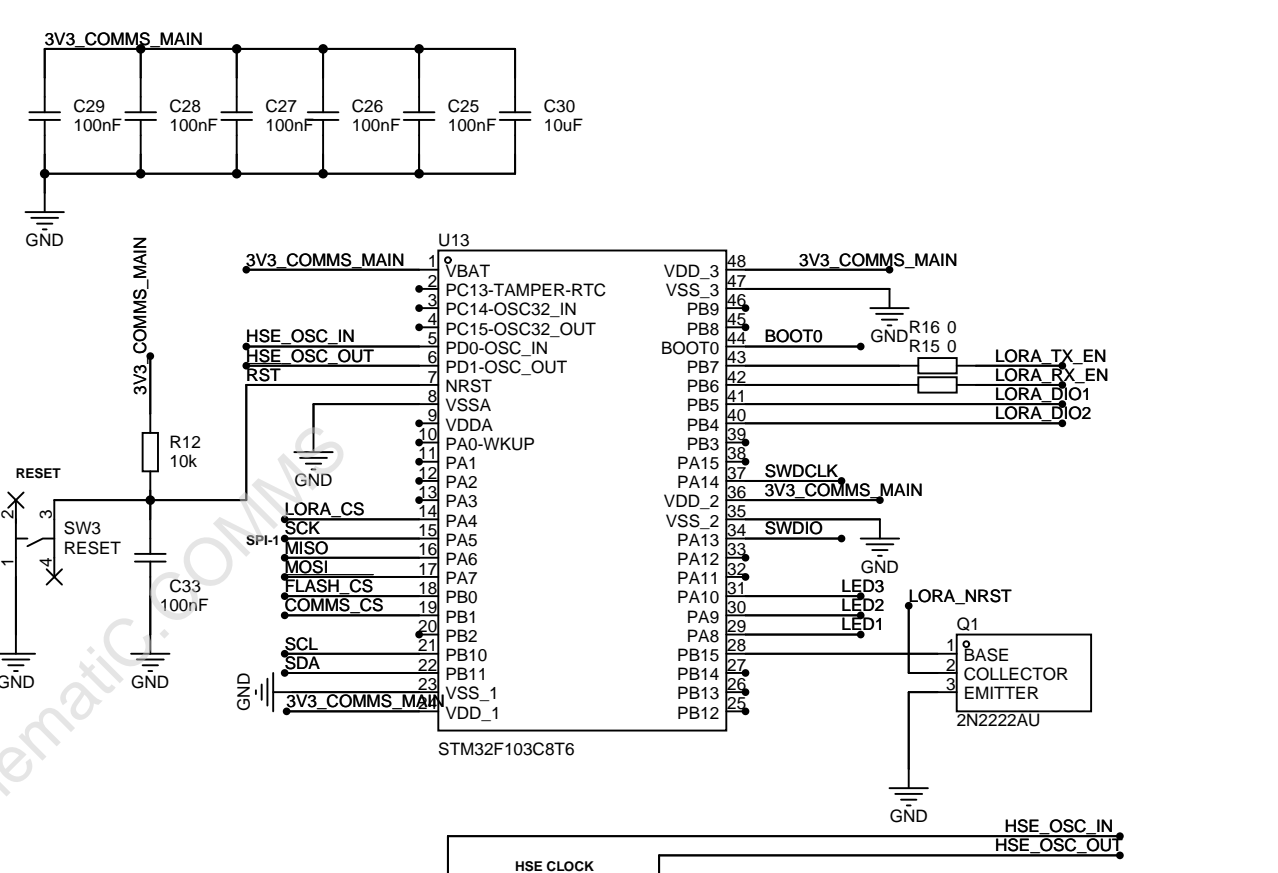 3V3_COMMS_MAIN
C29
100nF
C28
100nF
C27
100nF
C26
100nF
C25
100nF
C30
10uF
GND
3V3_COMMS_MAIN
R12
10k
RESET
2
3
1
4
SW3
RESET
C33
100nF
GND
GND
U13
3V3_COMMS_MAIN 1 VBAT
2 PC13-TAMPER-RTC
3 PC14-OSC32_IN
4 PC15-OSC32_OUT
HSE_OSC_IN 5 PD0-OSC_IN
HSE_OSC_OUT 6 PD1-OSC_OUT
RST 7 NRST
8 VSSA
GND
9 VDDA
10 PA0-WKUP
11 PA1
12 PA2
13 PA3
LORA_CS 14 PA4
SPI-1 SCK 15 PA5
MISO 16 PA6
MOSI 17 PA7
FLASH_CS 18 PB0
COMMS_CS 19 PB1
20 PB2
SCL 21 PB10
SDA 22 PB11
GND 23 VSS_1
3V3_COMMS_MAIN 24 VDD_1
VDD_3 48 3V3_COMMS_MAIN
VSS_3 47
GND
PB9 46
PB8 45
BOOT0 44 BOOT0
R16 0
R15 0
PB7 43 LORA_TX_EN
PB6 42 LORA_RX_EN
PB5 41 LORA_DIO1
PB4 40 LORA_DIO2
PB3 39
PA15 38
PA14 37 SWDCLK
VDD_2 36 3V3_COMMS_MAIN
VSS_2 35
PA13 34 SWDIO
GND
PA12 33
PA11 32
PA10 31 LED3
PA9 30 LED2
PA8 29 LED1
PB15 28
PB14 27
PB13 26
PB12 25
STM32F103C8T6
LORA_NRST
Q1
1 BASE
2 COLLECTOR
3 EMITTER
2N2222AU
GND
HSE_OSC_IN
HSE_OSC_OUT
HSE CLOCK
hematiC.COMMS